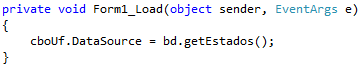 private void Form1_Load(object sender, EventArgs e)
{
    cboUf.DataSource = bd.getEstados();
}